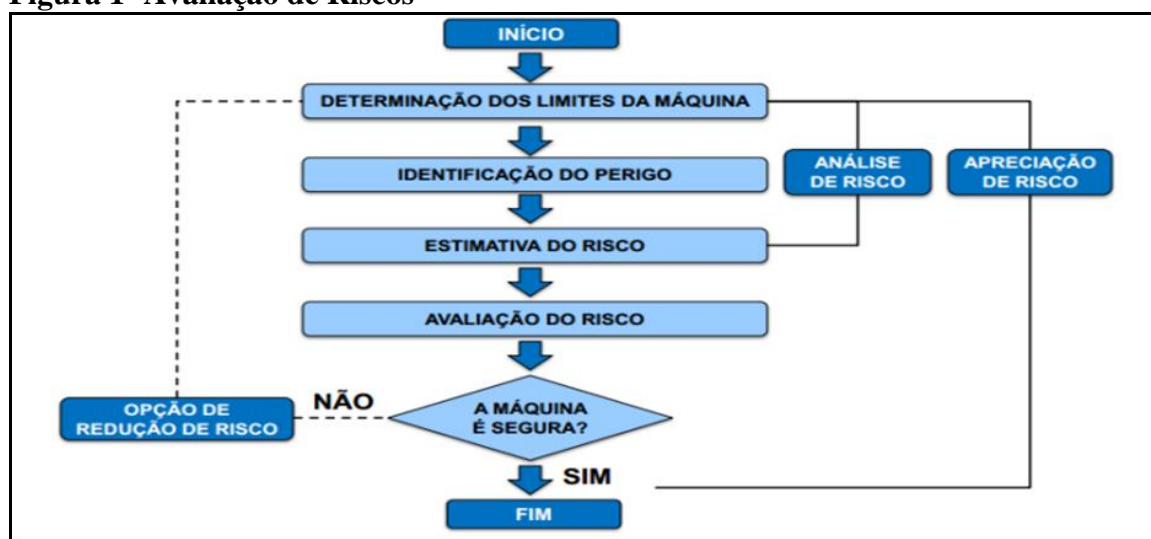 Figura 1- Avaliação de Riscos
INÍCIO
DETERMINAÇÃO DOS LIMITES DA MÁQUINA
IDENTIFICAÇÃO DO PERIGO
ANÁLISE
DE RISCO
APRECIAÇÃO
DE RISCO
ESTIMATIVA DO RISCO
AVALIAÇÃO DO RISCO
OPÇÃO DE
REDUÇÃO DE RISCO
NÃO
A MÁQUINA
É SEGURA?
SIM
FIM